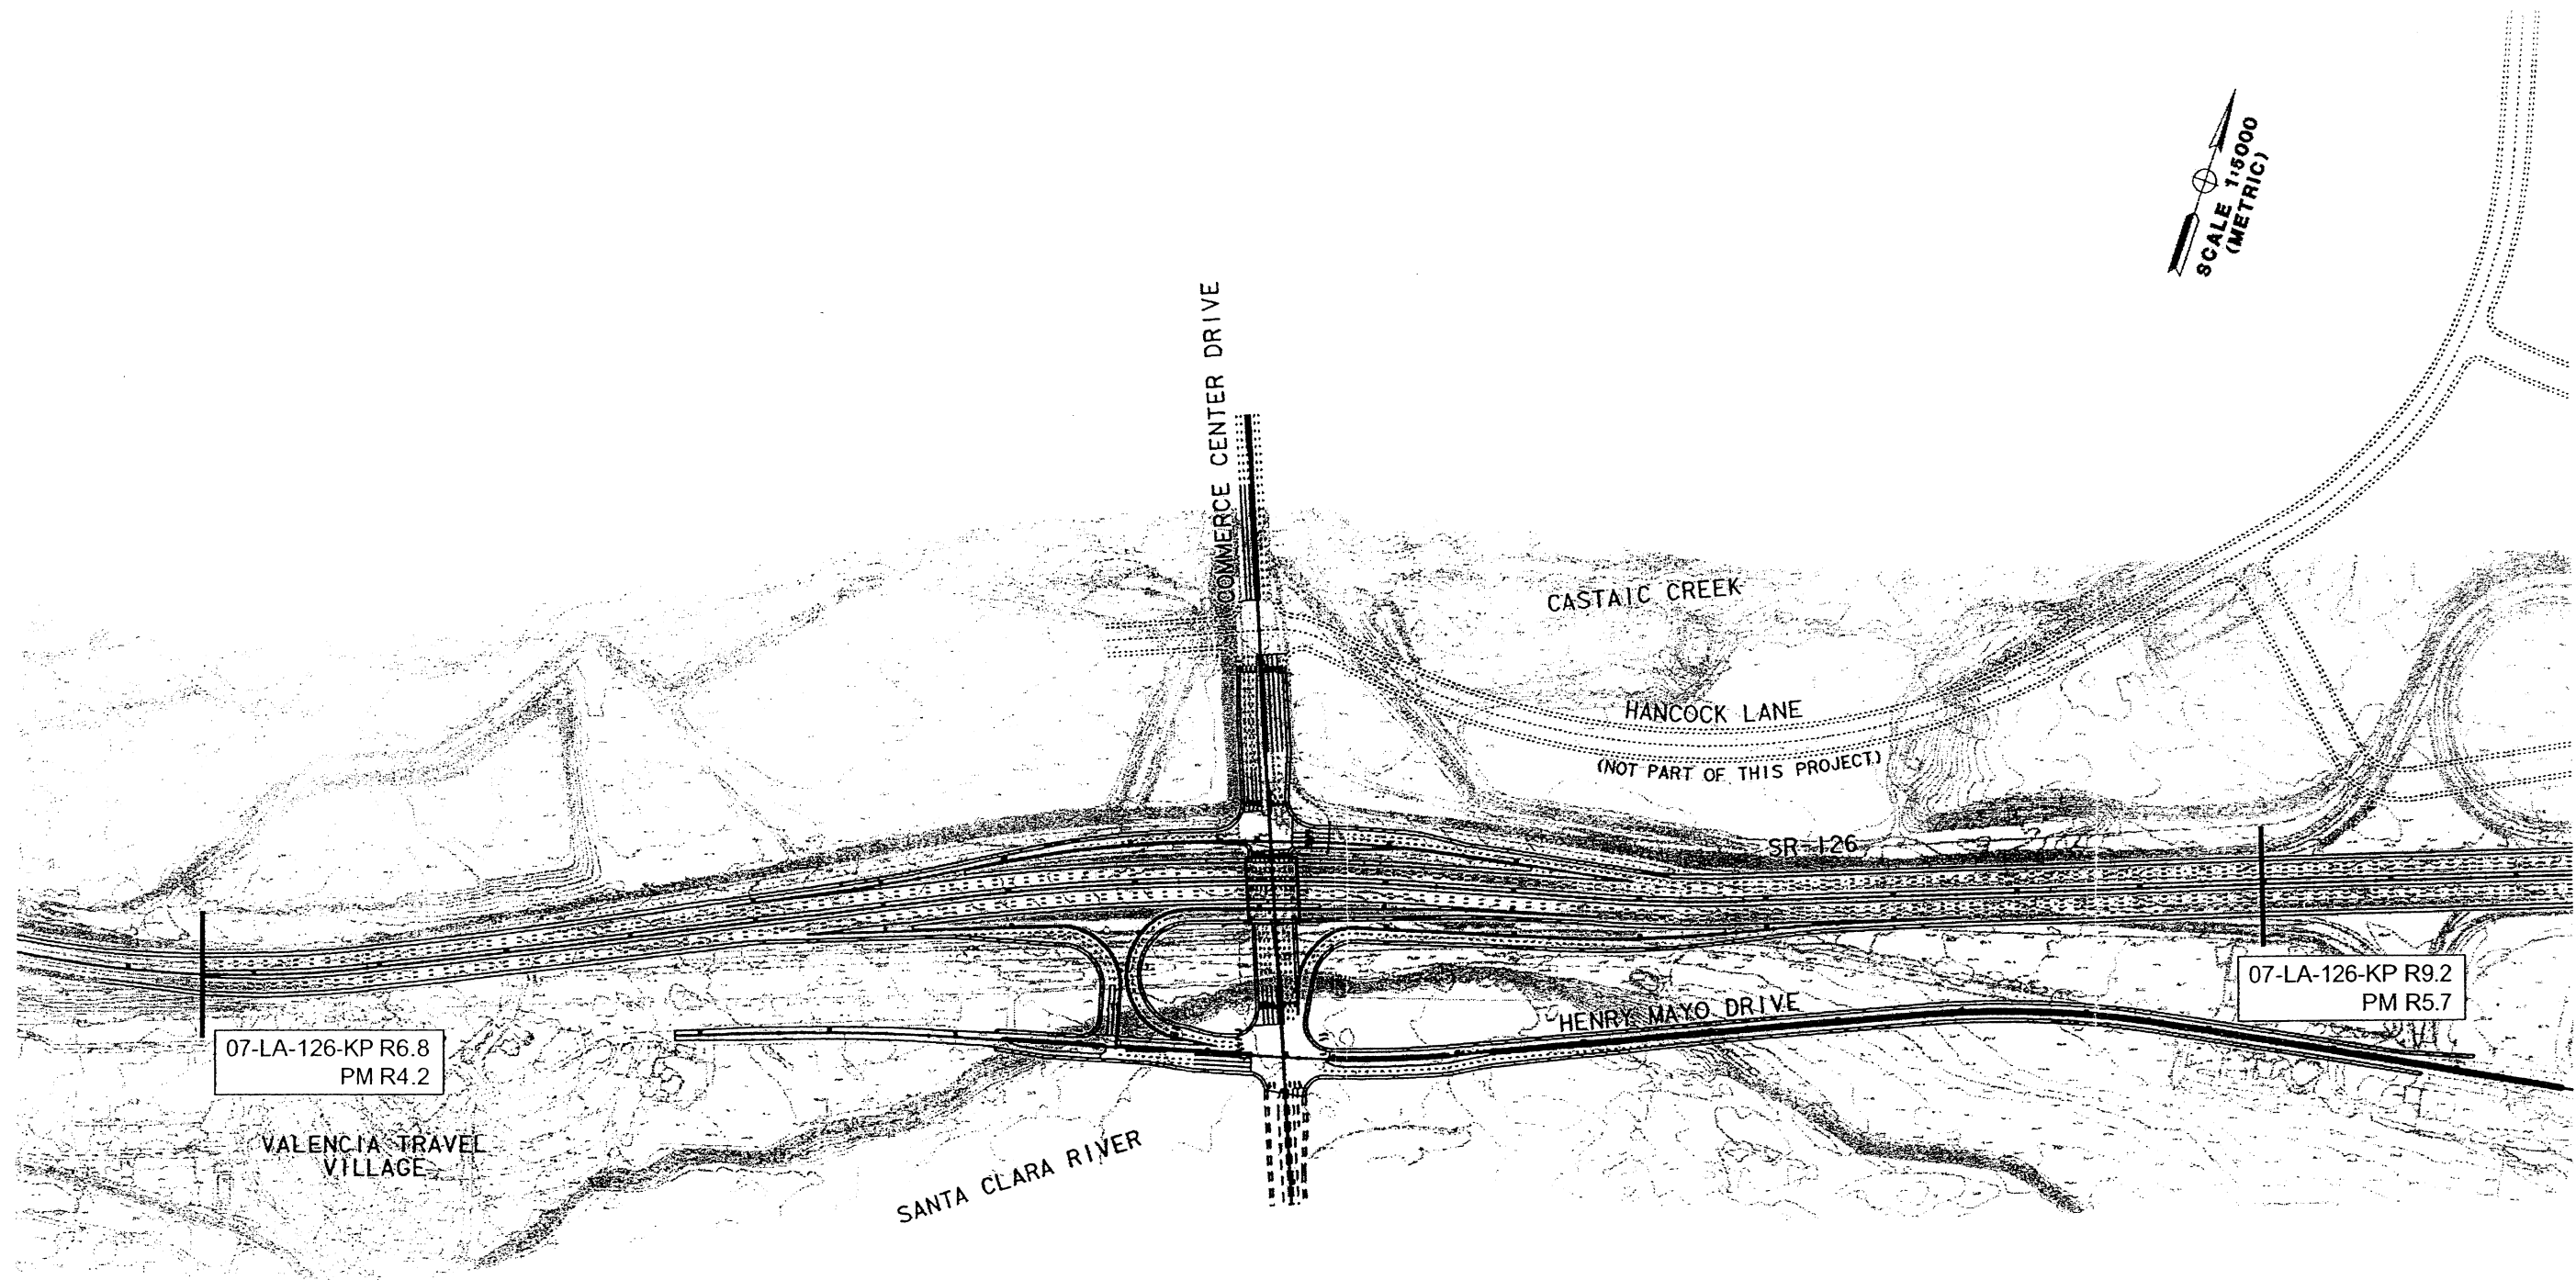 SCALE 1:5000
(METRIC)
COMMERCE CENTER DRIVE
CASTAIC CREEK
HANCOCK LANE
(NOT PART OF THIS PROJECT)
SR-126
07-LA-126-KP R9.2
PM R5.7
HENRY MAYO DRIVE
07-LA-126-KP R6.8
PM R4.2
VALENCIA TRAVEL
VILLAGE
SANTA CLARA RIVER